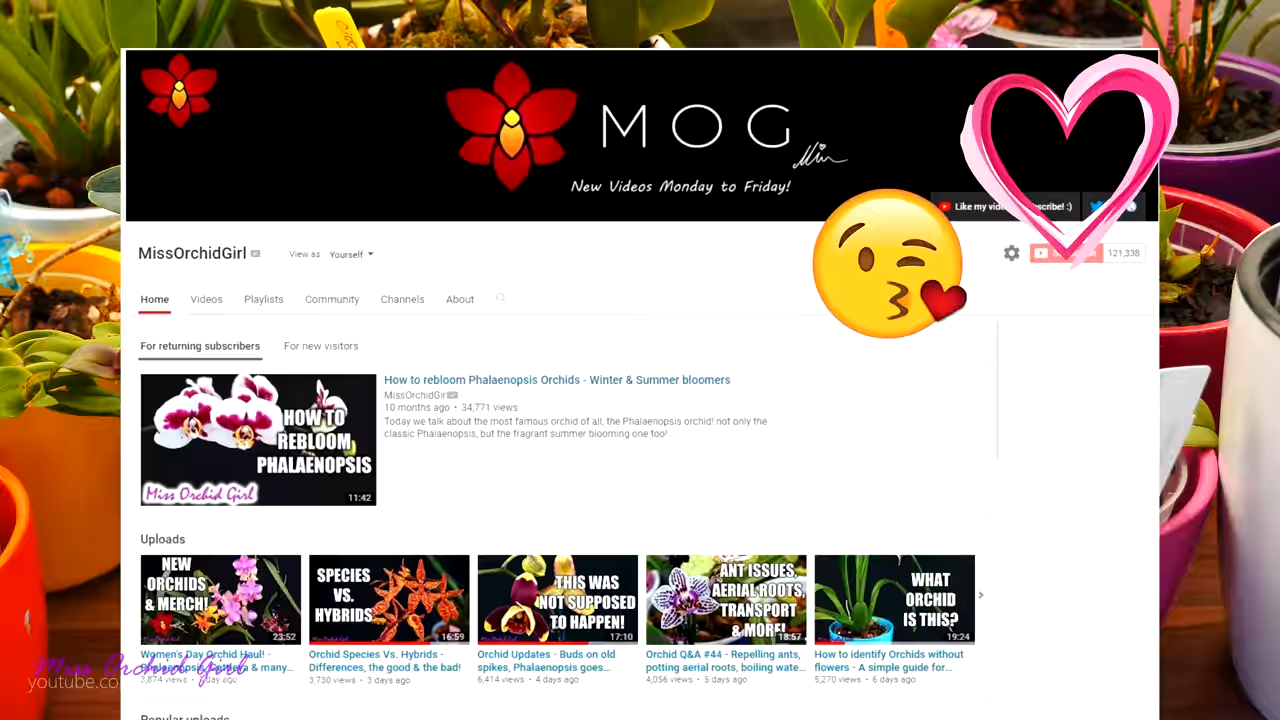 MOG
Min
New Videos Monday to Friday!
Like my vide
scribe! :)
MissOrchidGirl
View as Yourself
121,338
Home Videos Playlists Community Channels About
For returning subscribers For new visitors
HOW TO
REBLOOM
PHALAENOPSIS
Miss Orchid Girl
11:42
How to rebloom Phalaenopsis Orchids - Winter & Summer bloomers
MissOrchidGirl
10 months ago • 34,771 views
Today we talk about the most famous orchid of all, the Phalaenopsis orchid! not only the
classic Phalaenopsis, but the fragrant summer blooming one too!
Uploads
NEW
ORCHIDS
& MERCH!
23:52
SPECIES
VS.
HYBRIDS
16:59
THIS WAS
NOT SUPPOSED
TO HAPPEN!
17:10
ANT ISSUES,
AERIAL ROOTS,
TRANSPORT
& MORE!
18:57
WHAT
ORCHID
IS THIS?
19:24
Women's Day Orchid Haul! -
& many...
3,874 views • 1 day ago
Orchid Species Vs. Hybrids -
Differences, the good & the bad!
3,730 views • 3 days ago
Orchid Updates - Buds on old
spikes, Phalaenopsis goes...
6,414 views • 4 days ago
Orchid Q&A #44 - Repelling ants,
potting aerial roots, boiling wate...
4,056 views • 5 days ago
How to identify Orchids without
flowers - A simple guide for...
5,270 views • 6 days ago
Miss Orchid Girl
youtube.co
Popular uploads